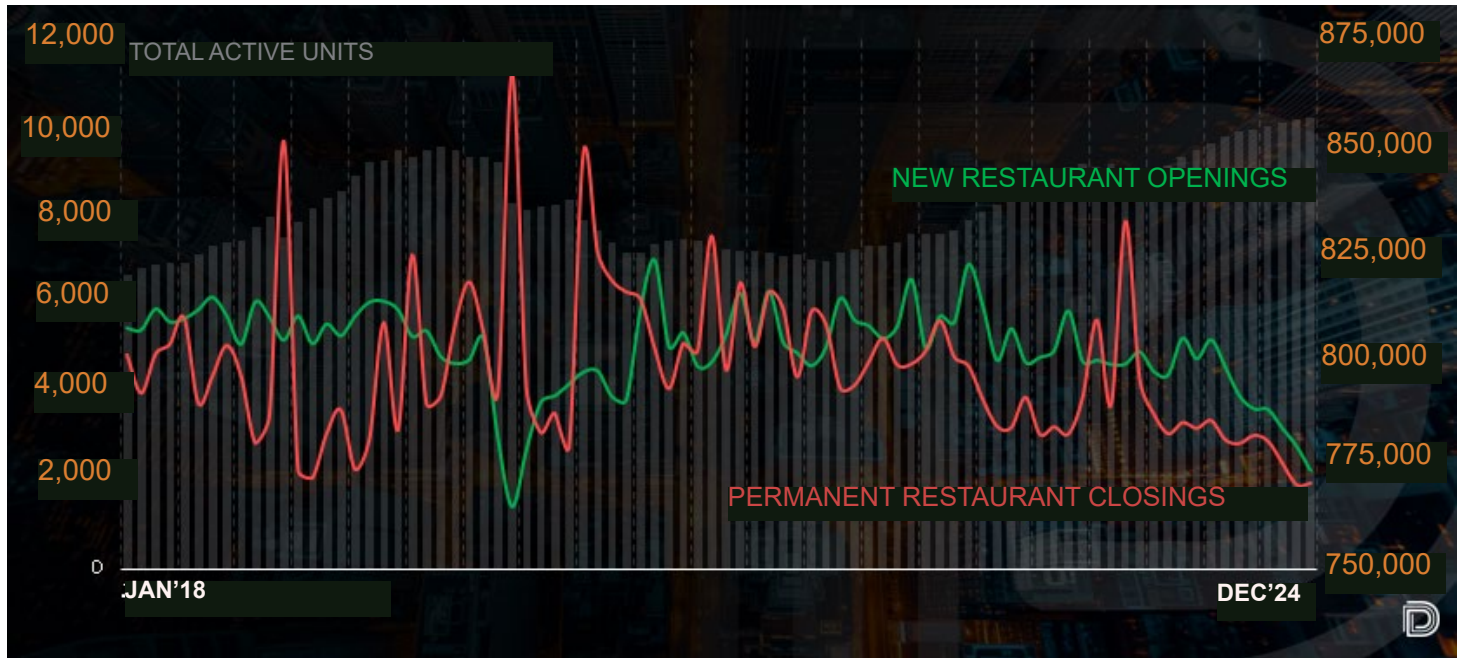 12,000
TOTAL ACTIVE UNITS
875,000
10,000
850,000
NEW RESTAURANT OPENINGS
8,000
825,000
6,000
800,000
4,000
775,000
2,000
PERMANENT RESTAURANT CLOSINGS
0
750,000
JAN’18
DEC’24